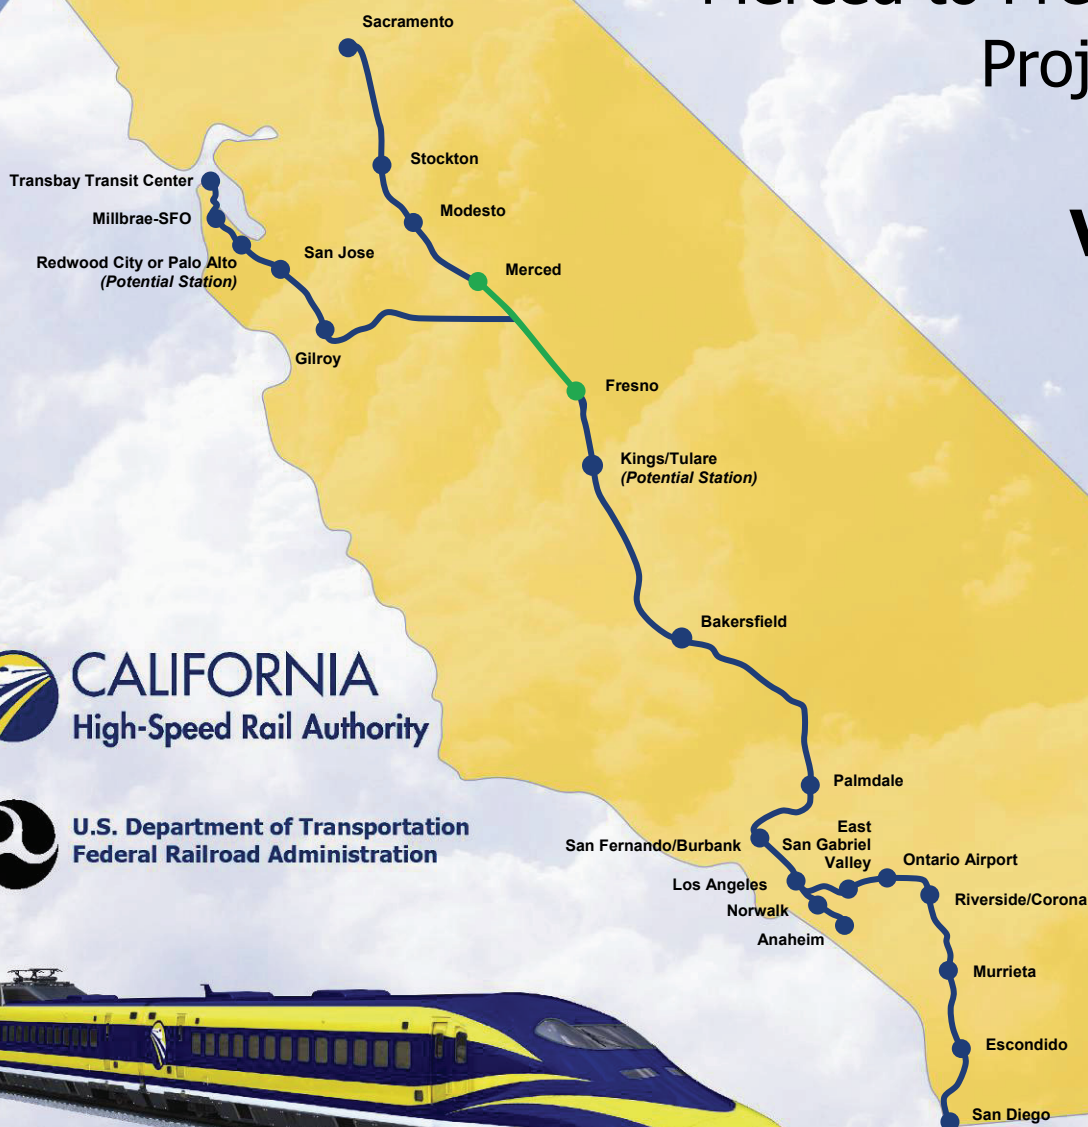 Proj
Sacramento
Stockton
Transbay Transit Center
Modesto
Millbrae-SFO
San Jose
Redwood City or Palo Alto
(Potential Station)
Merced
Gilroy
Fresno
Kings/Tulare
(Potential Station)
Bakersfield
CALIFORNIA
High-Speed Rail Authority
Palmdale
U.S. Department of Transportation
Federal Railroad Administration
San Fernando/Burbank
East
San Gabriel
Valley
Ontario Airport
Los Angeles
Riverside/Corona
Norwalk
Anaheim
Murrieta
Escondido
San Diego